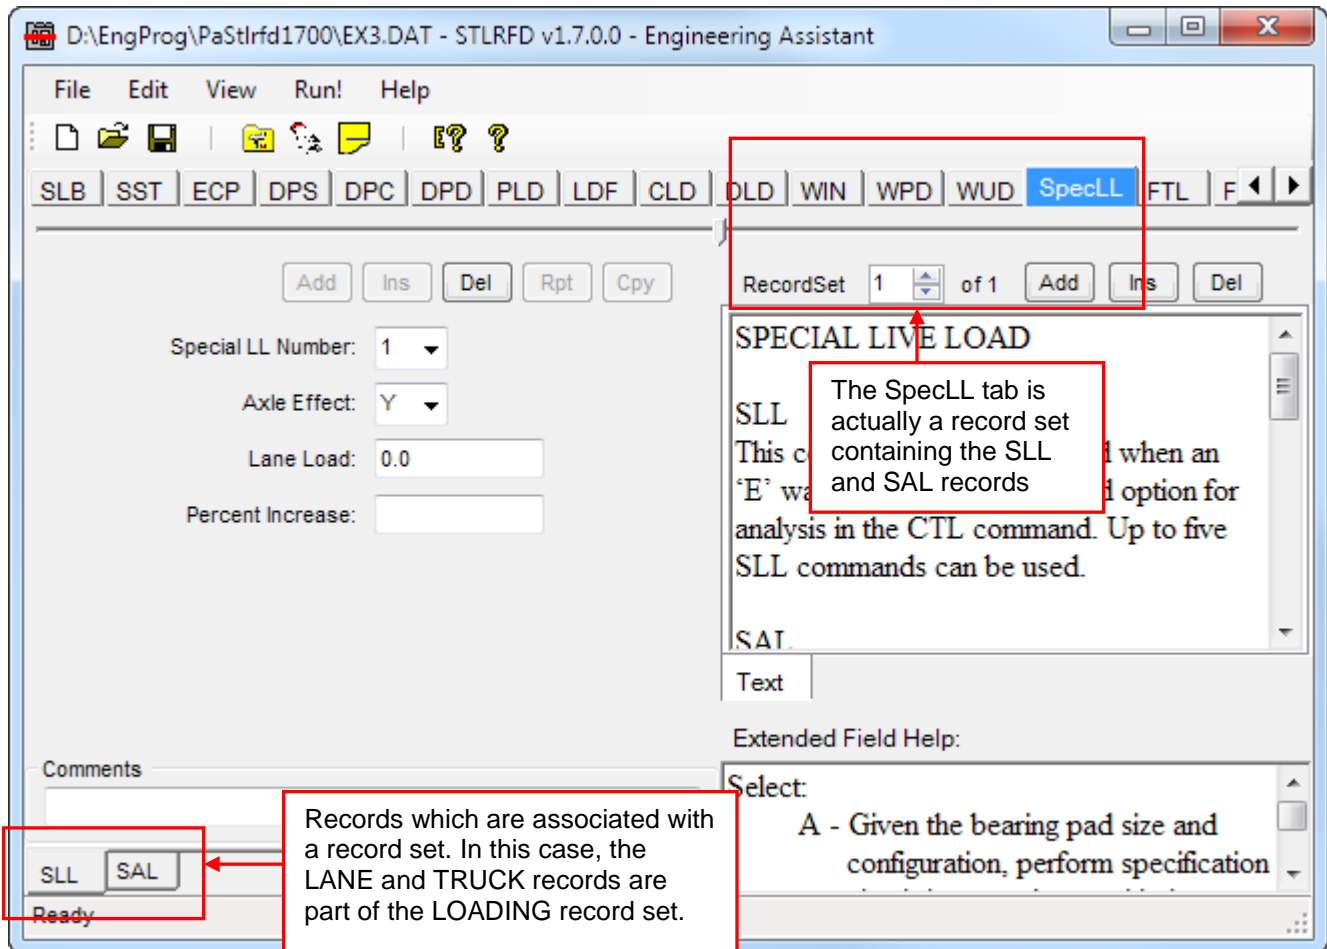 D:\EngProg\PaStlrfd1700\EX3.DAT - STLRFD v1.7.0.0 - Engineering Assistant
File Edit View Run! Help
SLB SST ECP DPS DPC DPD PLD LDF CLD DLD WIN WPD WUD SpecLL FTL F
Add Ins Del Rpt Cpy
RecordSet 1 of 1 Add Ins Del
Special LL Number: 1
Axle Effect: Y
Lane Load: 0.0
Percent Increase:
SPECIAL LIVE LOAD
SLL
This c
d when an
‘E’ wa
d option for
analysis in the CTL command. Up to five
SLL commands can be used.
SAL
The SpecLL tab is
actually a record set
containing the SLL
and SAL records
Text
Extended Field Help:
Select:
A - Given the bearing pad size and
configuration, perform specification
Comments
Records which are associated with
a record set. In this case, the
LANE and TRUCK records are
part of the LOADING record set.
SLL SAL
Ready